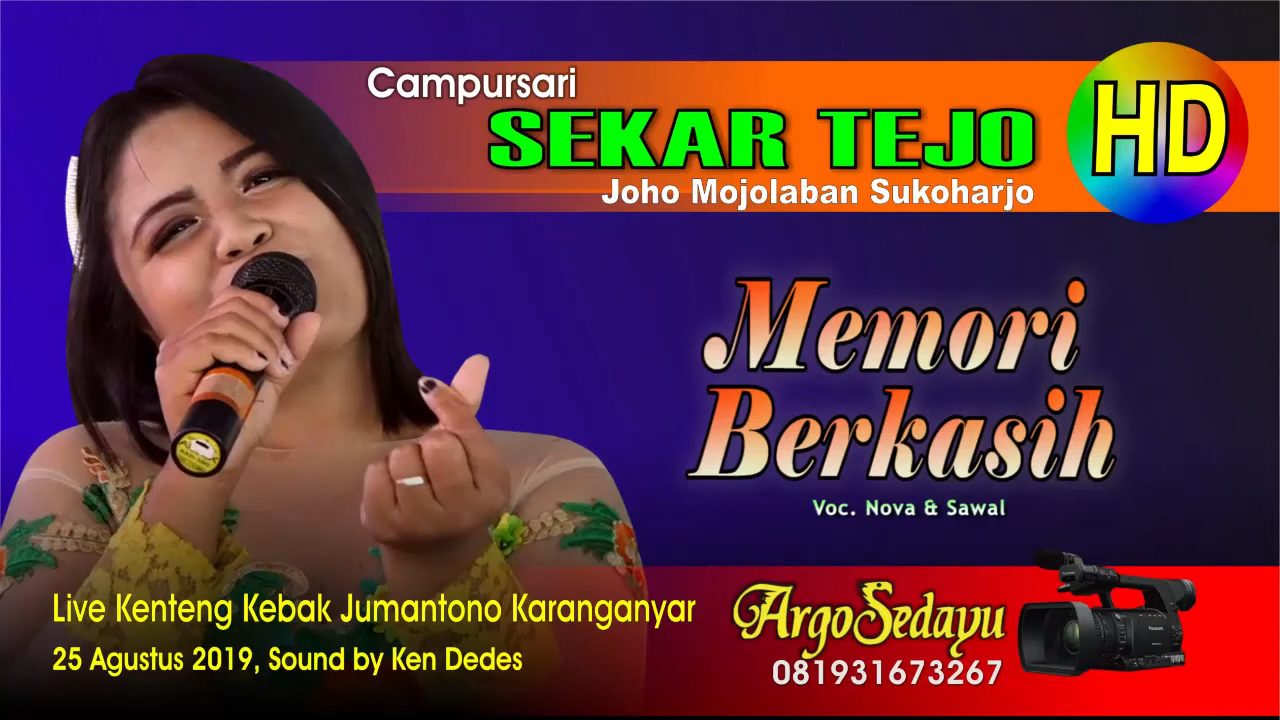 Campursari
SEKAR TEJO
Joho Mojolaban Sukoharjo
HD
Memori
Berkasih
Voc. Nova & Sawal
Live Kenteng Kebak Jumantono Karanganyar
25 Agustus 2019, Sound by Ken Dedes
ArgoSedayu
081931673267
Panasonic